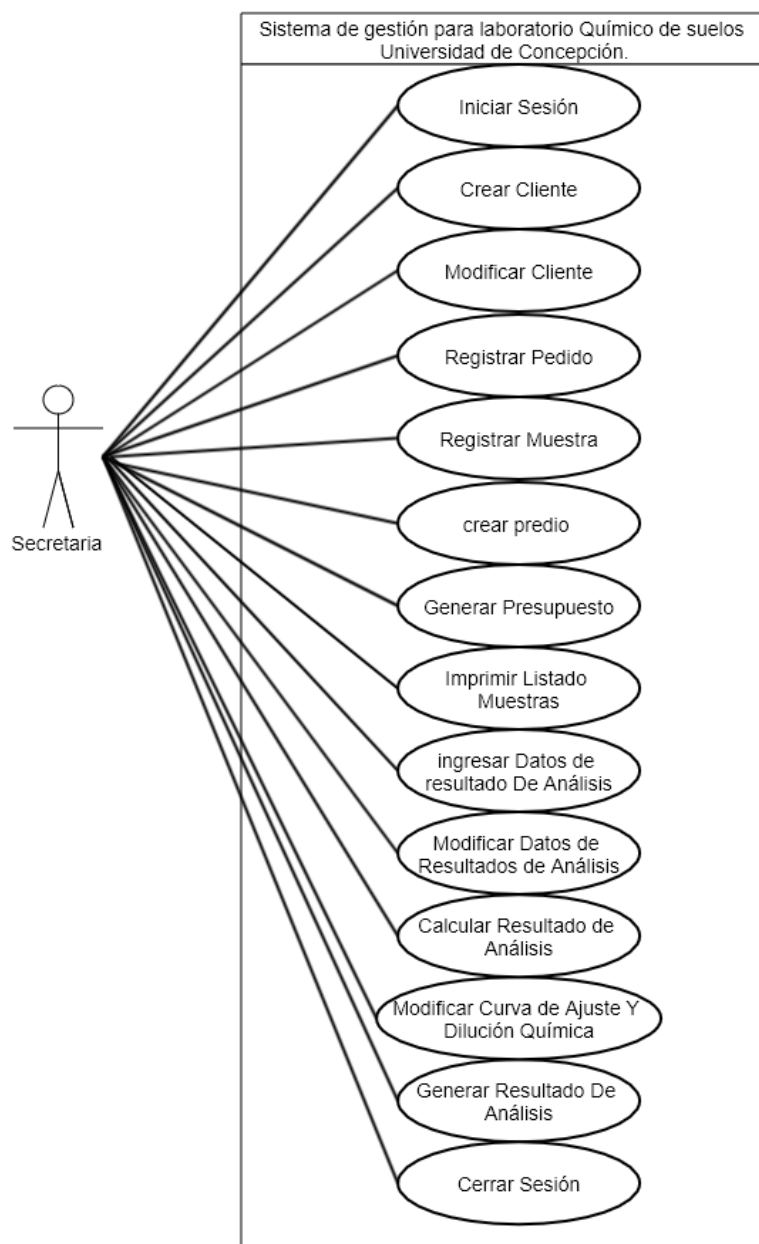 Sistema de gestión para laboratorio Químico de suelos
Universidad de Concepción.
Iniciar Sesión
Crear Cliente
Modificar Cliente
Registrar Pedido
Registrar Muestra
Secretaria
crear predio
Generar Presupuesto
Imprimir Listado
Muestras
ingresar Datos de
resultado De Análisis
Modificar Datos de
Resultados de Análisis
Calcular Resultado de
Análisis
Modificar Curva de Ajuste Y
Dilución Química
Generar Resultado De
Análisis
Cerrar Sesión